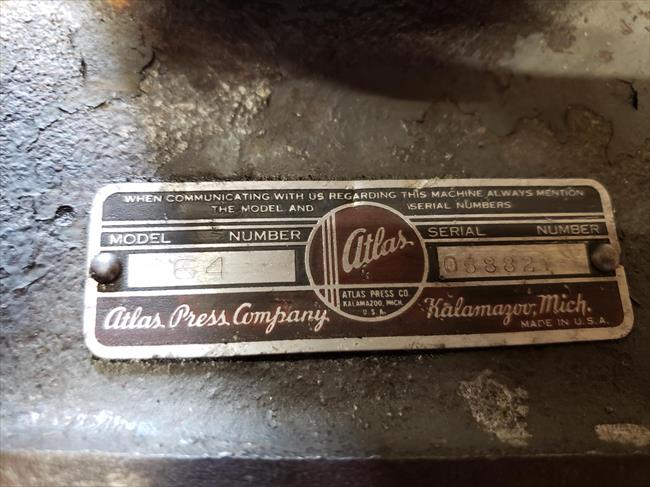 WHEN COMMUNICATING WITH US REGARDING THIS MACHINE ALWAYS MENTION
THE MODEL AND SERIAL NUMBERS
MODEL NUMBER
SERIAL NUMBER
64
Atlas
ATLAS PRESS CO
KALAMAZOO, MICH.
U.S.A.
Atlas Press Company
Kalamazoo, Mich.
MADE IN U.S.A.